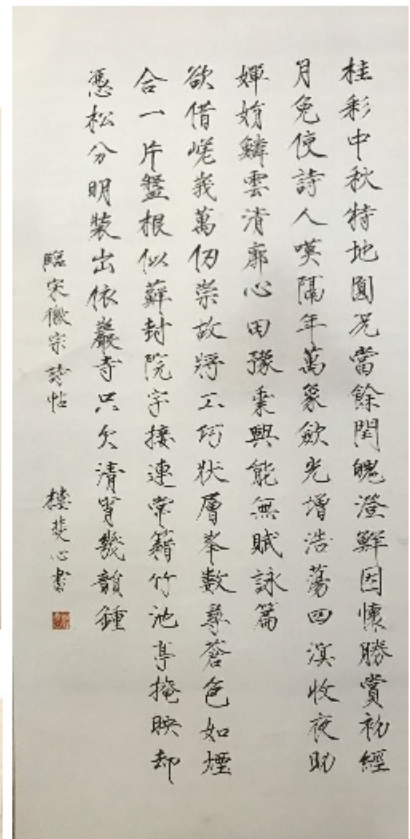 桂彩中秋特地圓況當餘閏魄澄鮮因懷勝賞初經
月免使詩人嘆隔年萬象斂光增浩蕩四溟收夜助
嬋娟鱗雲清廓心田豫乘興能無賦詠篇
欲借嵯峨萬仞崇故將工巧狀層峯數尋蒼色如煙
合一片盤根似蘚封院宇接連常籍竹池亭掩映却
憑松分明裝出依巖寺只欠清宵幾韻鍾
臨宋徽宗詩帖 樓斐心書